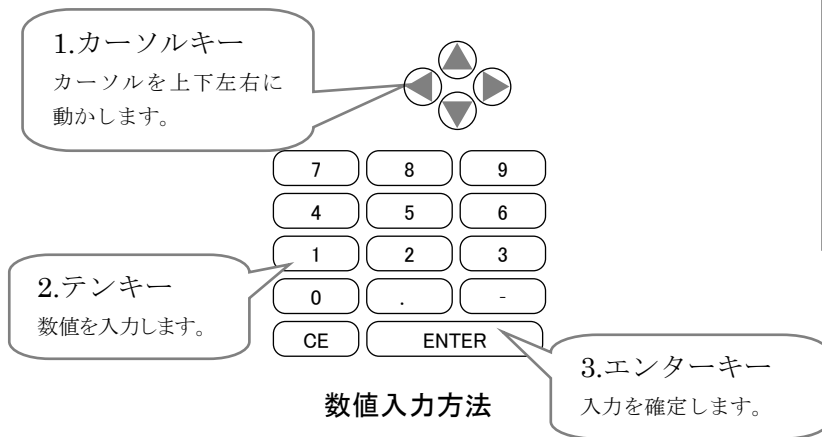 1.カーソルキー
カーソルを上下左右に
動かします。
7 8 9
4 5 6
1 2 3
2.テンキー
数値を入力します。
0 . -
CE ENTER
3.エンターキー
入力を確定します。
数値入力方法